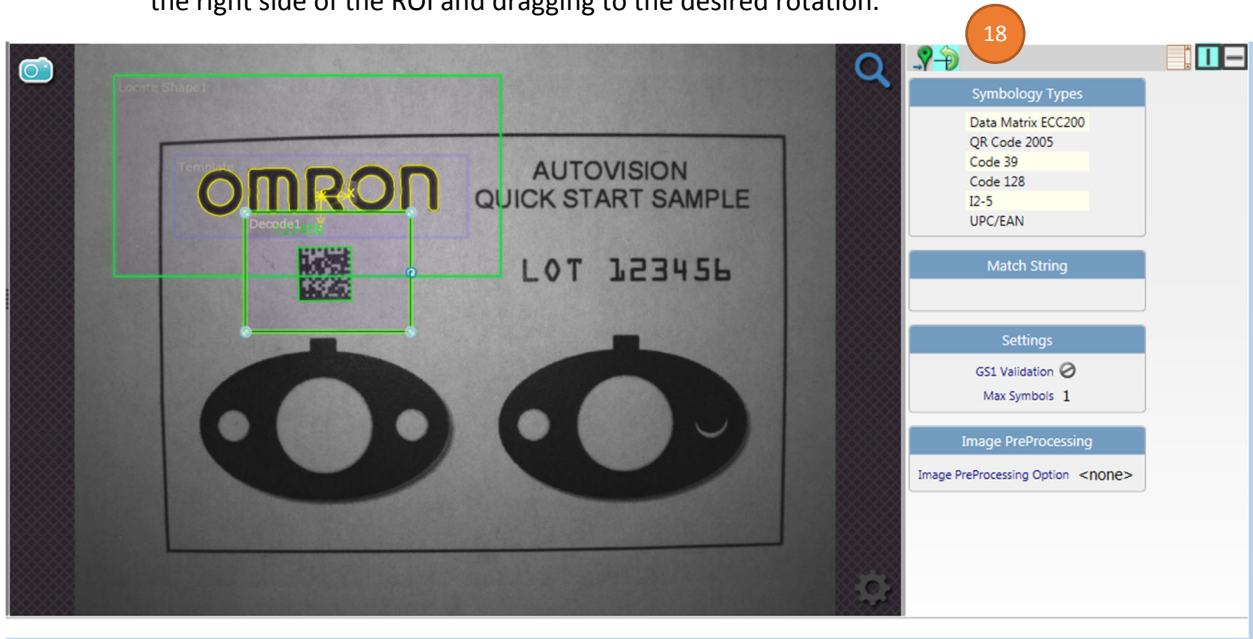 the right side of the ROI and dragging to the desired rotation.
18
Locate Shape1
Template
OMRON
X
Decode1
AUTOVISION
QUICK START SAMPLE
LOT 123456
Symbology Types
Data Matrix ECC200
QR Code 2005
Code 39
Code 128
I2-5
UPC/EAN
Match String
Settings
GS1 Validation
Max Symbols 1
Image PreProcessing
Image PreProcessing Option <none>